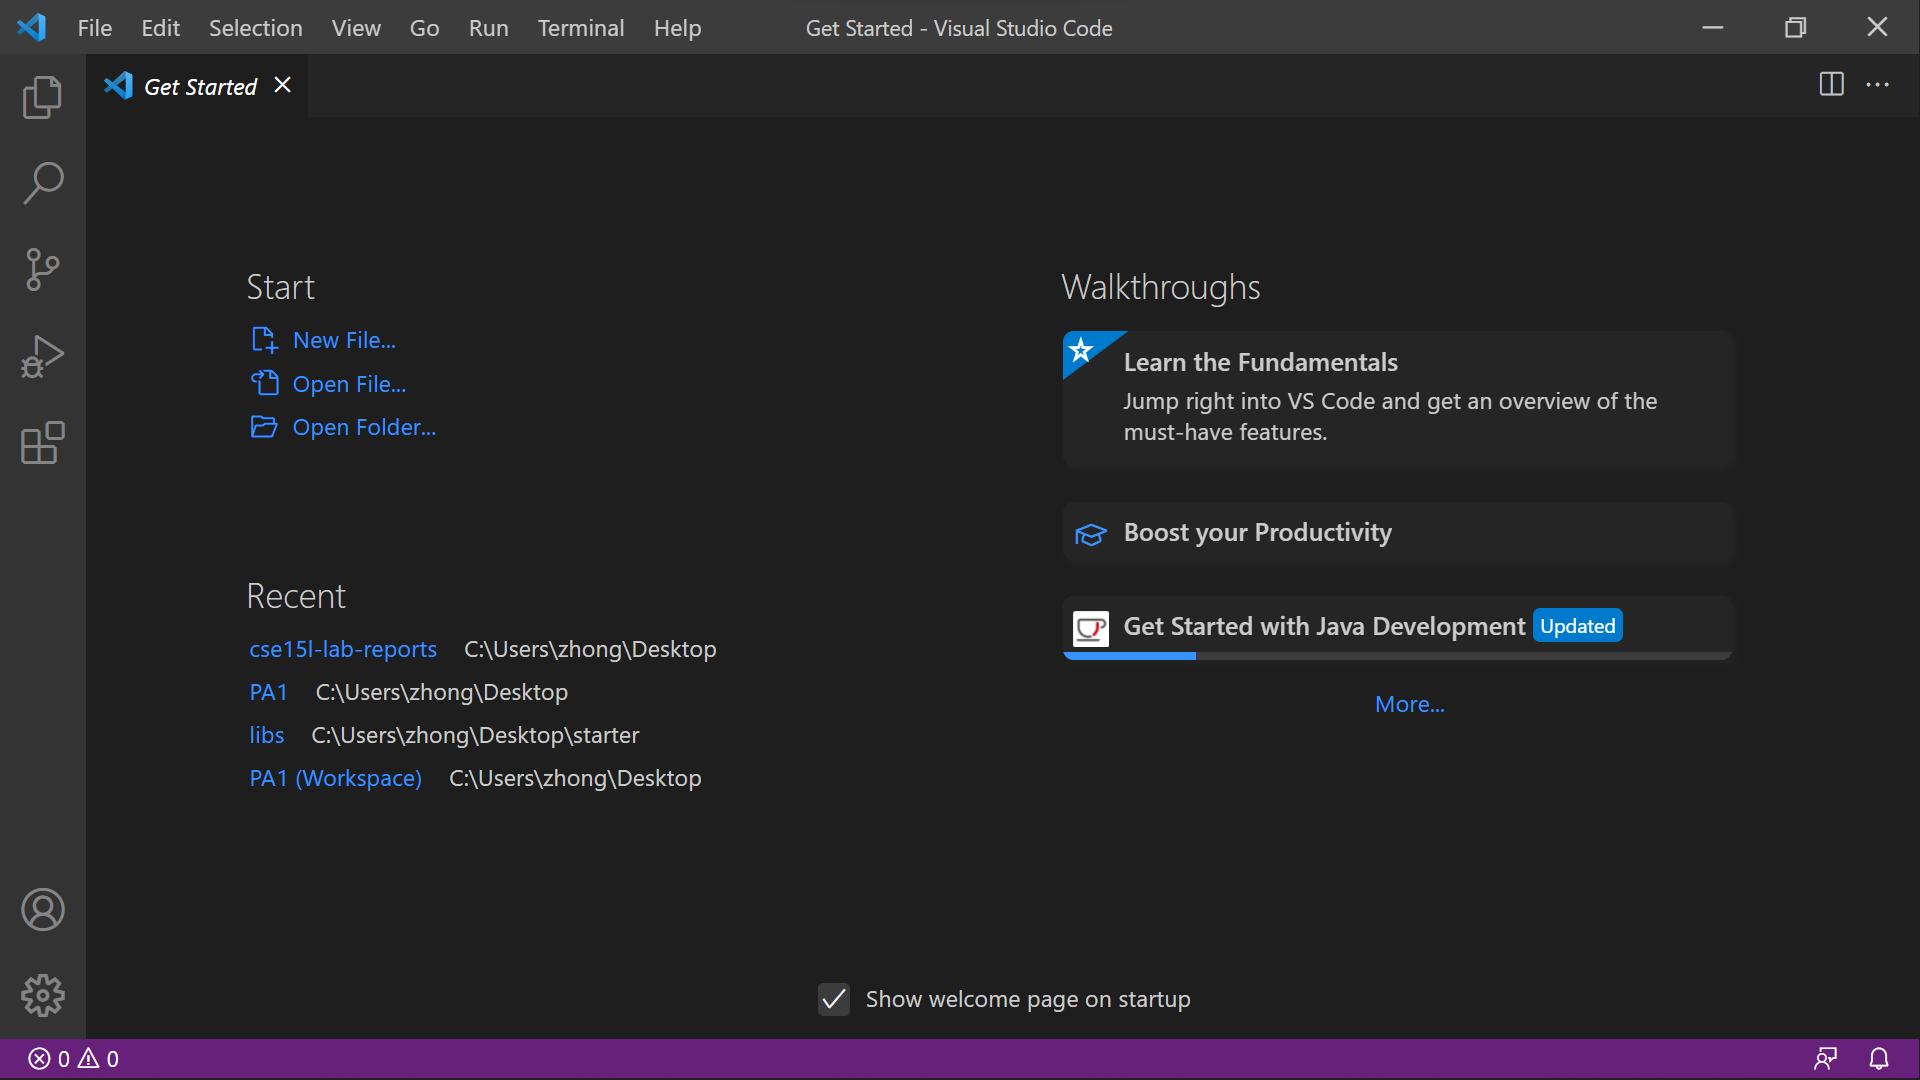 File Edit Selection View Go Run Terminal Help Get Started - Visual Studio Code
Get Started
Start
New File...
Open File...
Open Folder...
Recent
cse15l-lab-reports C:\Users\zhong\Desktop
PA1 C:\Users\zhong\Desktop
libs C:\Users\zhong\Desktop\starter
PA1 (Workspace) C:\Users\zhong\Desktop
Walkthroughs
Learn the Fundamentals
Jump right into VS Code and get an overview of the
must-have features.
Boost your Productivity
Get Started with Java Development Updated
More...
Show welcome page on startup
0 0